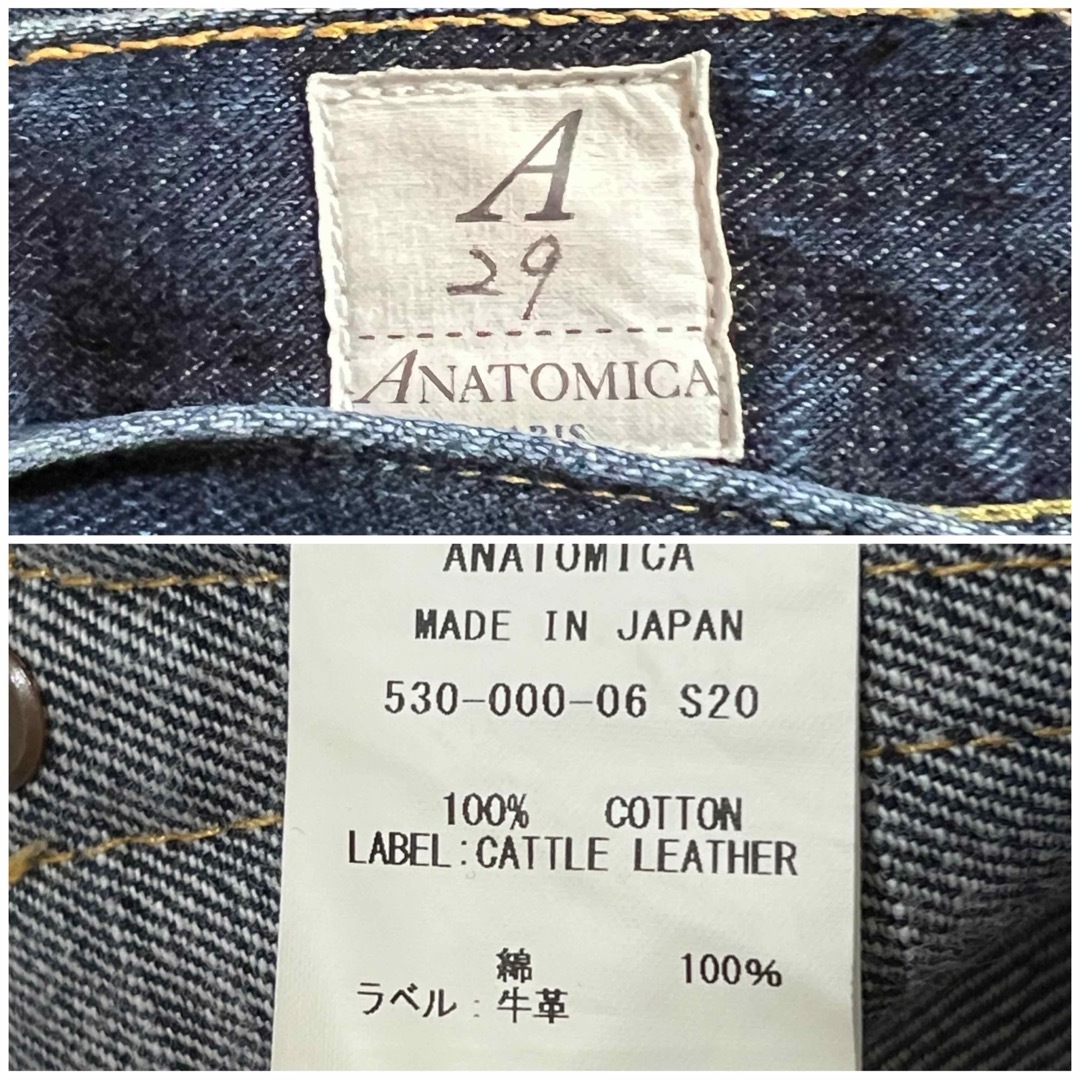 A
29
ANATOMICA
ANATOMICA
MADE IN JAPAN
530-000-06 S20
100% COTTON
LABEL:CATTLE LEATHER
綿 100%
ラベル:牛革